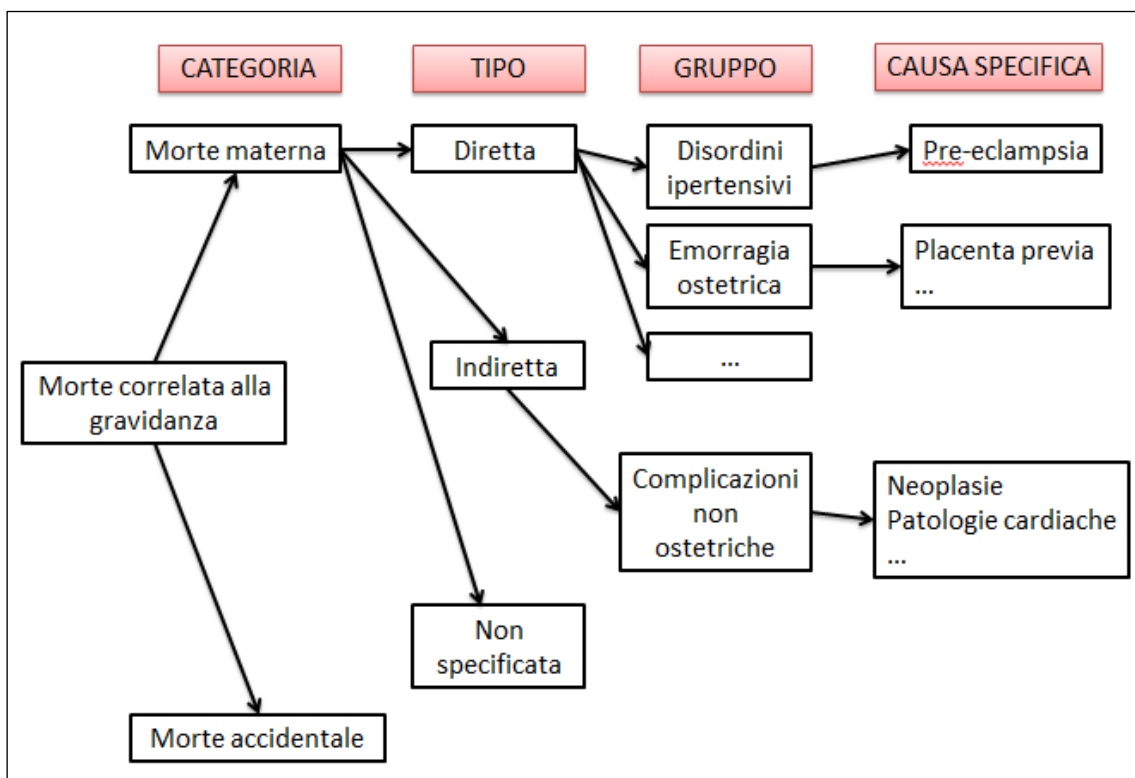 CATEGORIA
TIPO
GRUPPO
CAUSA SPECIFICA
Morte materna
Diretta
Disordini
ipertensivi
Pre-eclampsia
Emorragia
ostetrica
Placenta previa
...
...
Indiretta
Morte correlata alla
gravidanza
Complicazioni
non
ostetriche
Neoplasie
Patologie cardiache
...
Non
specificata
Morte accidentale